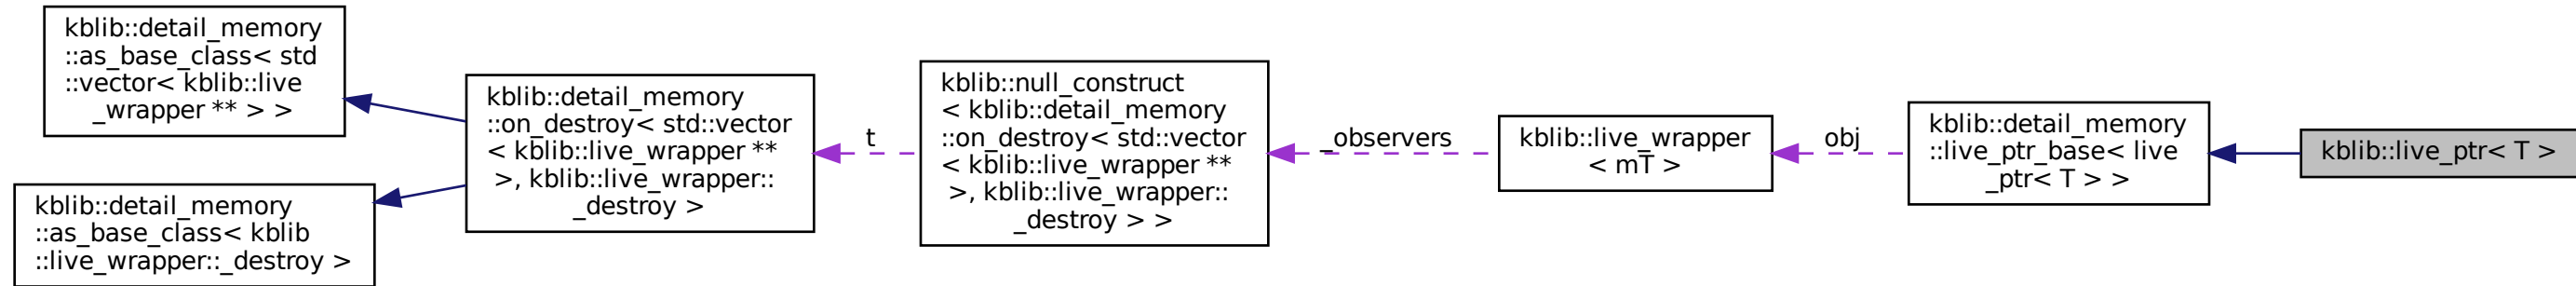 kblib::detail_memory
::as_base_class< std
::vector< kblib::live
_wrapper ** > >
kblib::detail_memory
::as_base_class< kblib
::live_wrapper::_destroy >
kblib::detail_memory
::on_destroy< std::vector
< kblib::live_wrapper **
>, kblib::live_wrapper::
_destroy >
t
kblib::null_construct
< kblib::detail_memory
::on_destroy< std::vector
< kblib::live_wrapper **
>, kblib::live_wrapper::
_destroy > >
_observers
kblib::live_wrapper
< mT >
obj
kblib::detail_memory
::live_ptr_base< live
_ptr< T > >
kblib::live_ptr< T >